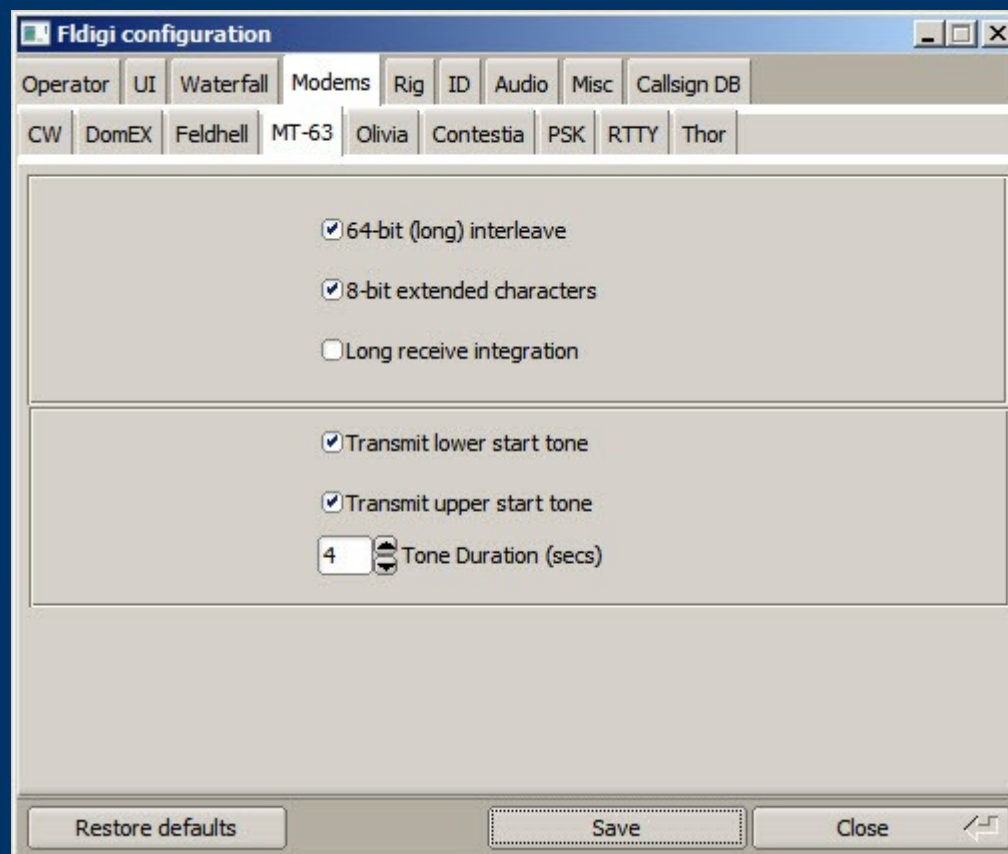 Fldigi configuration
Operator UI Waterfall Modems Rig ID Audio Misc Callsign DB
CW DomEX Feldhell MT-63 Olivia Contestia PSK RTTY Thor
64-bit (long) interleave
8-bit extended characters
Long receive integration
Transmit lower start tone
Transmit upper start tone
4 Tone Duration (secs)
Restore defaults Save Close